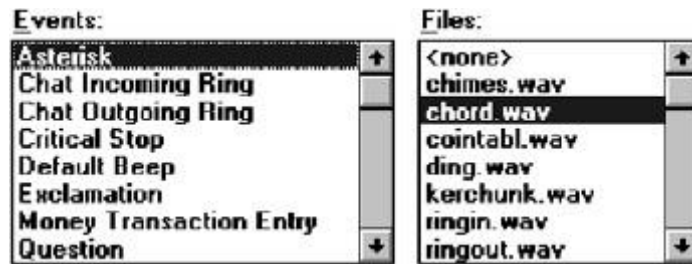 Events:
Asterisk
Chat Incoming Ring
Chat Outgoing Ring
Critical Stop
Default Beep
Exclamation
Money Transaction Entry
Question
Files:
<none>
chimes.wav
chord.wav
cointabl.wav
ding.wav
kerchunk.wav
ringin.wav
ringout.wav